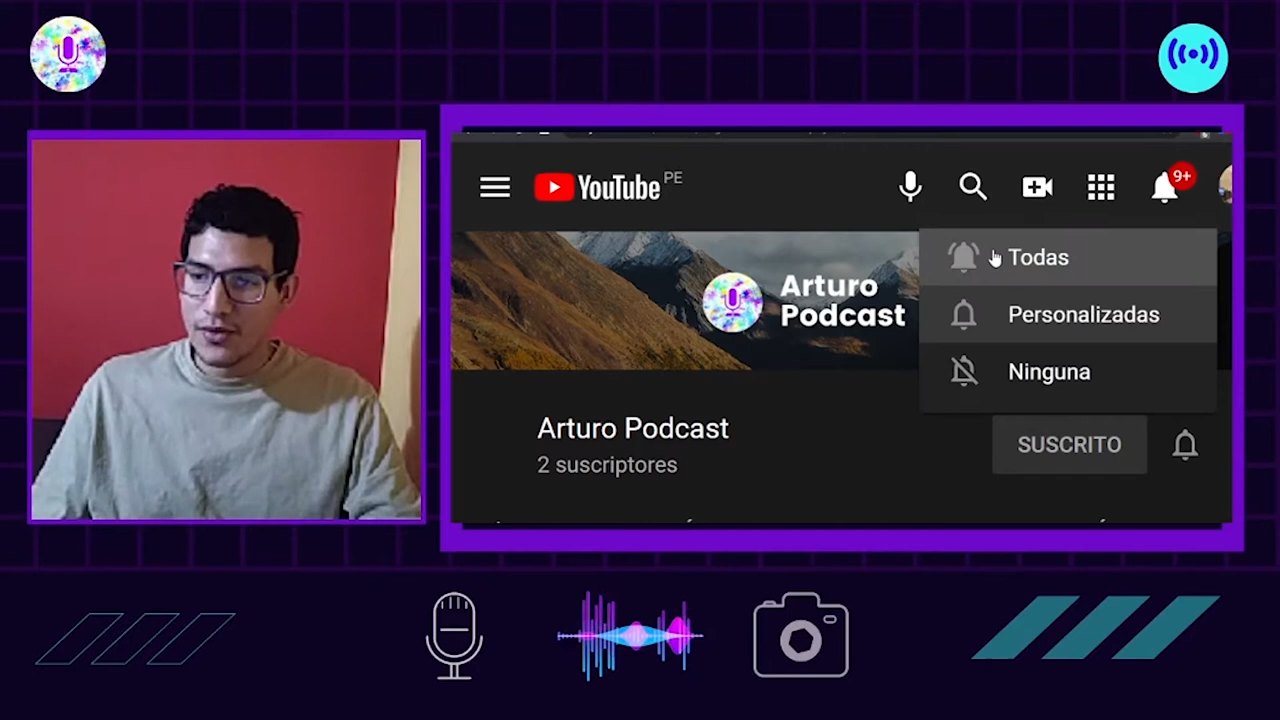 YouTube PE
9+
Todas
Personalizadas
Ninguna
Arturo
Podcast
Arturo Podcast
2 suscriptores
SUSCRITO